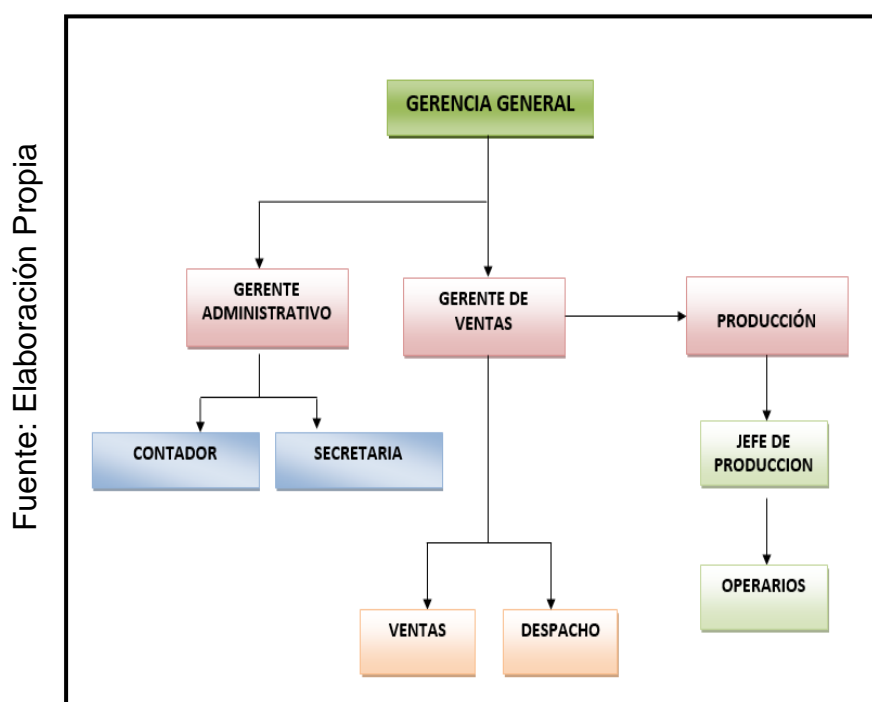 Fuente: Elaboración Propia
GERENCIA GENERAL
GERENTE
ADMINISTRATIVO
GERENTE DE
VENTAS
PRODUCCIÓN
CONTADOR
SECRETARIA
JEFE DE
PRODUCCION
OPERARIOS
VENTAS
DESPACHO